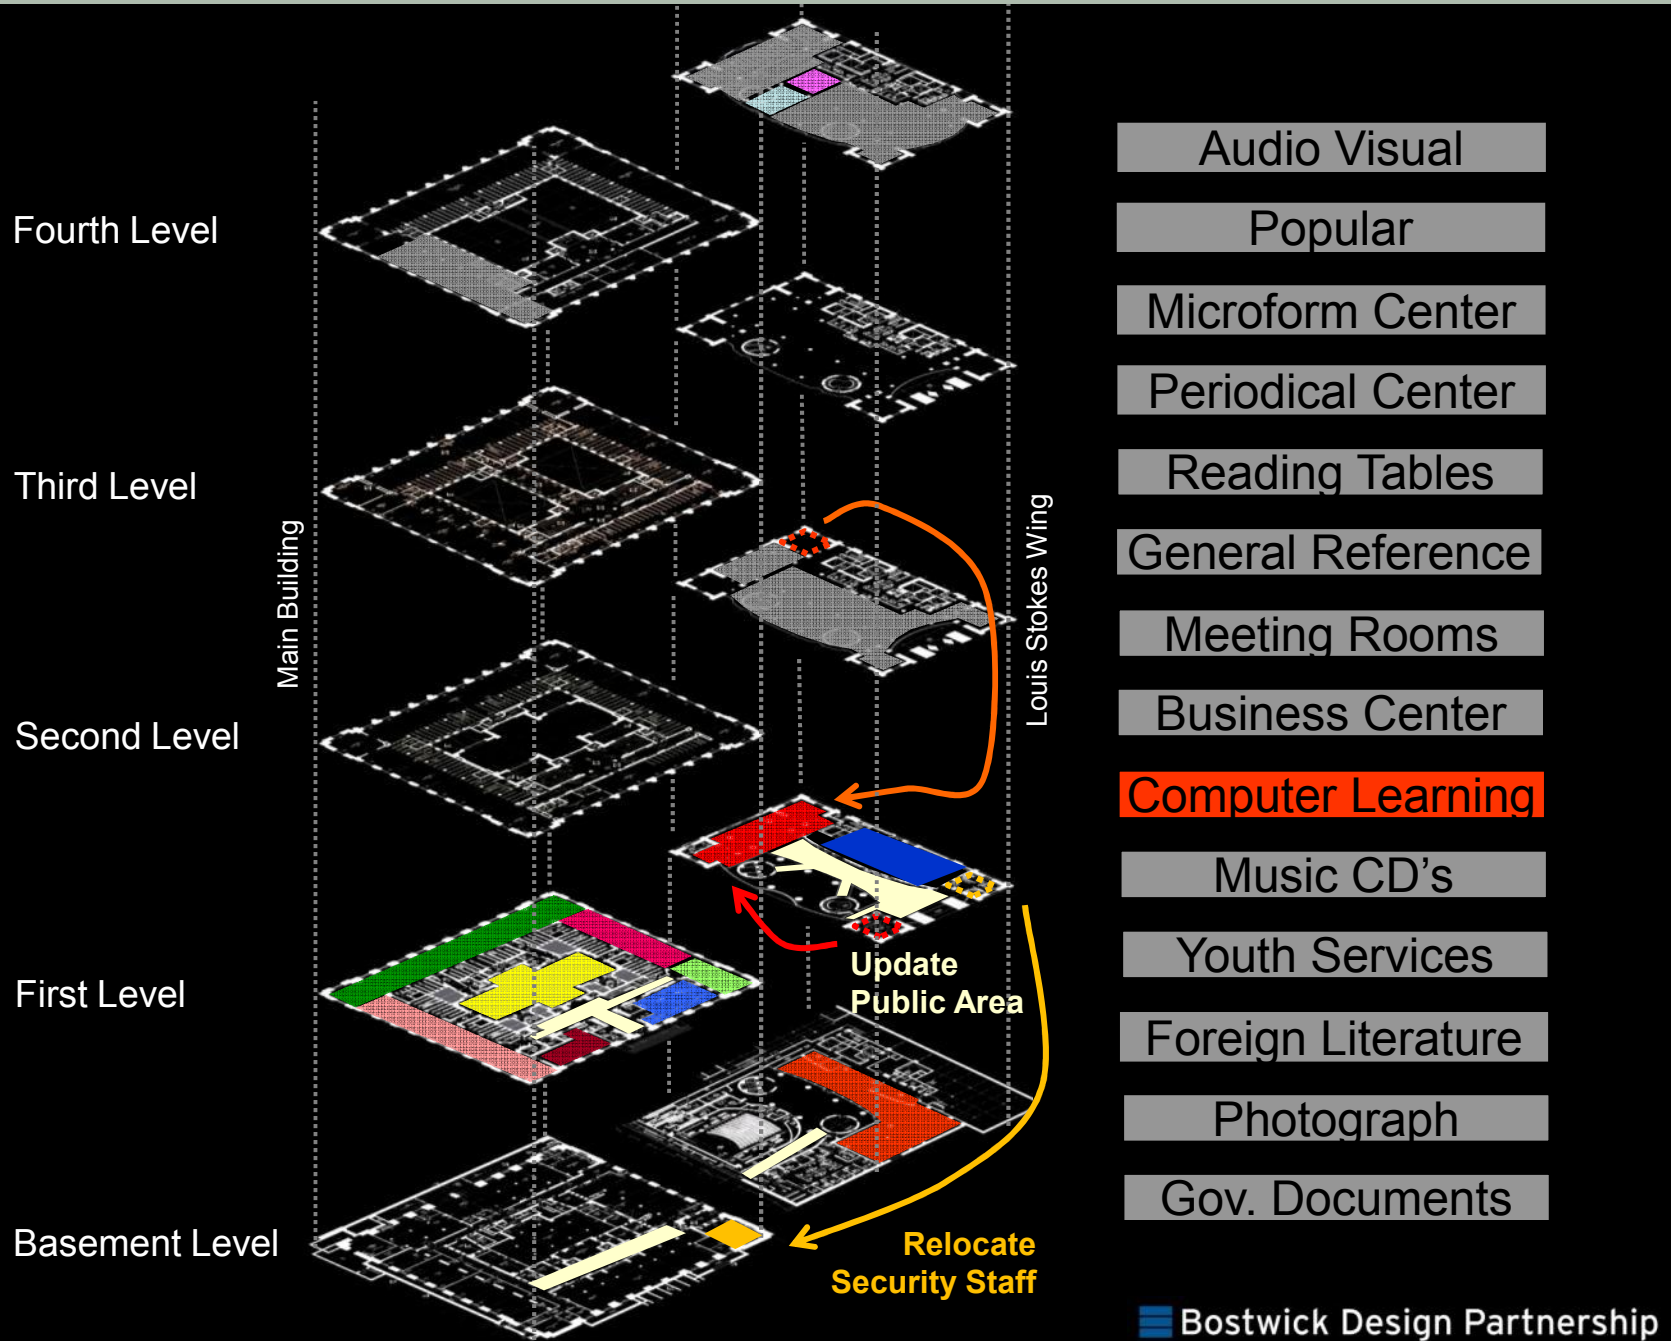 Fourth Level
Third Level
Second Level
First Level
Basement Level
Main Building
Louis Stokes Wing
Update
Public Area
Relocate
Security Staff
Audio Visual
Popular
Microform Center
Periodical Center
Reading Tables
General Reference
Meeting Rooms
Business Center
Computer Learning
Music CD's
Youth Services
Foreign Literature
Photograph
Gov. Documents
Bostwick Design Partnership